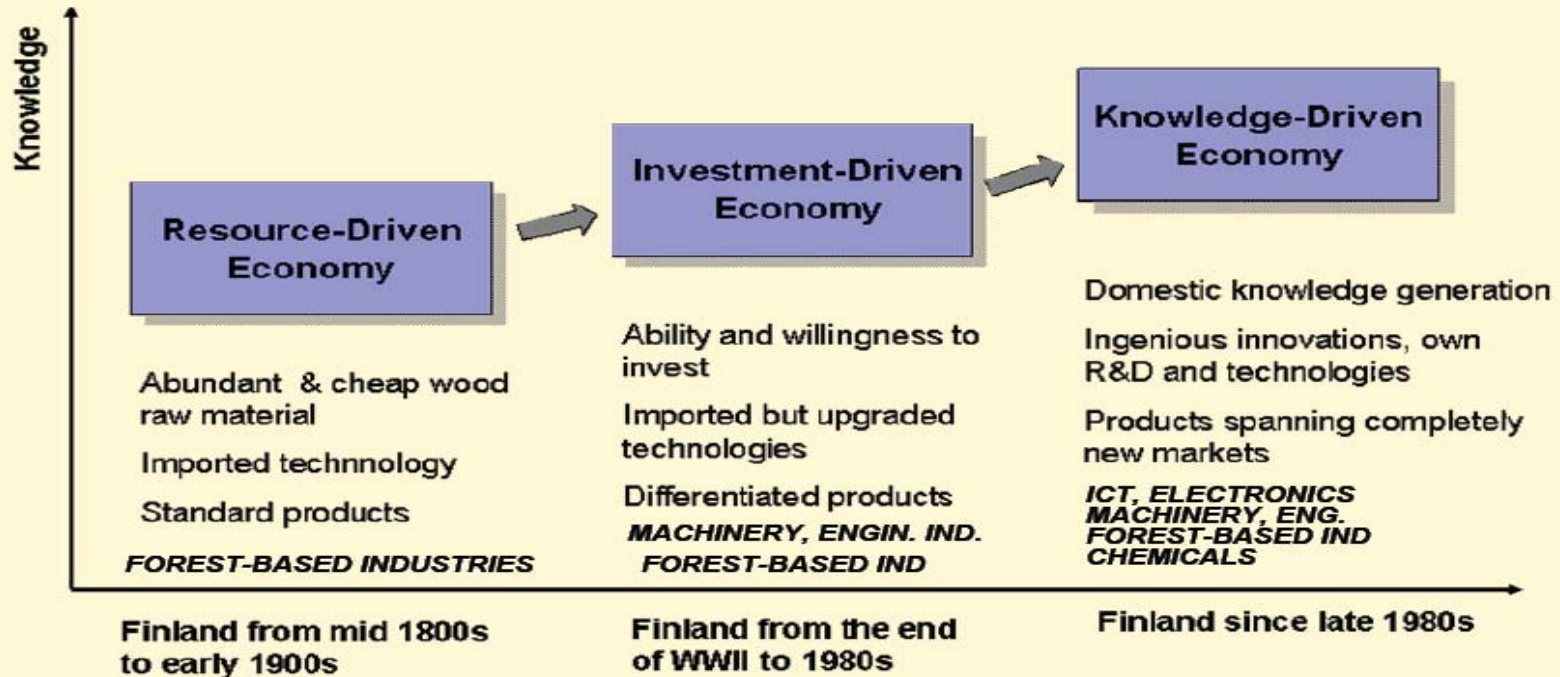 Knowledge
Resource-Driven
Economy
Abundant & cheap wood
raw material
Imported technnology
Standard products
FOREST-BASED INDUSTRIES
Finland from mid 1800s
to early 1900s
Investment-Driven
Economy
Ability and willingness to
invest
Imported but upgraded
technologies
Differentiated products
MACHINERY, ENGIN. IND.
FOREST-BASED IND
Finland from the end
of WWII to 1980s
Knowledge-Driven
Economy
Domestic knowledge generation
Ingenious innovations, own
R&D and technologies
Products spanning completely
new markets
ICT, ELECTRONICS
MACHINERY, ENG.
FOREST-BASED IND
CHEMICALS
Finland since late 1980s